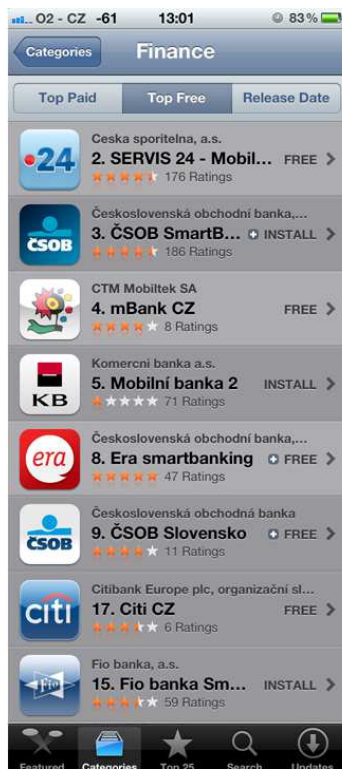 O2 - CZ -61 13:01 83%
Categories Finance
Top Paid Top Free Release Date
24
Ceska sporitelna, a.s.
2. SERVIS 24 - Mobil... FREE
176 Ratings
ČSOB
Československá obchodní banka,...
3. ČSOB SmartB... INSTALL
186 Ratings
CTM Mobiltek SA
4. mBank CZ FREE
8 Ratings
KB
Komercni banka a.s.
5. Mobilní banka 2 INSTALL
71 Ratings
era
Československá obchodní banka,...
8. Era smartbanking FREE
47 Ratings
ČSOB
Československá obchodná banka
9. ČSOB Slovensko FREE
11 Ratings
citi
Citibank Europe plc, organizační sl...
17. Citi CZ FREE
6 Ratings
Fio
Fio banka, a.s.
15. Fio banka Sm... INSTALL
59 Ratings
Featured Categories Top 25 Search Updates